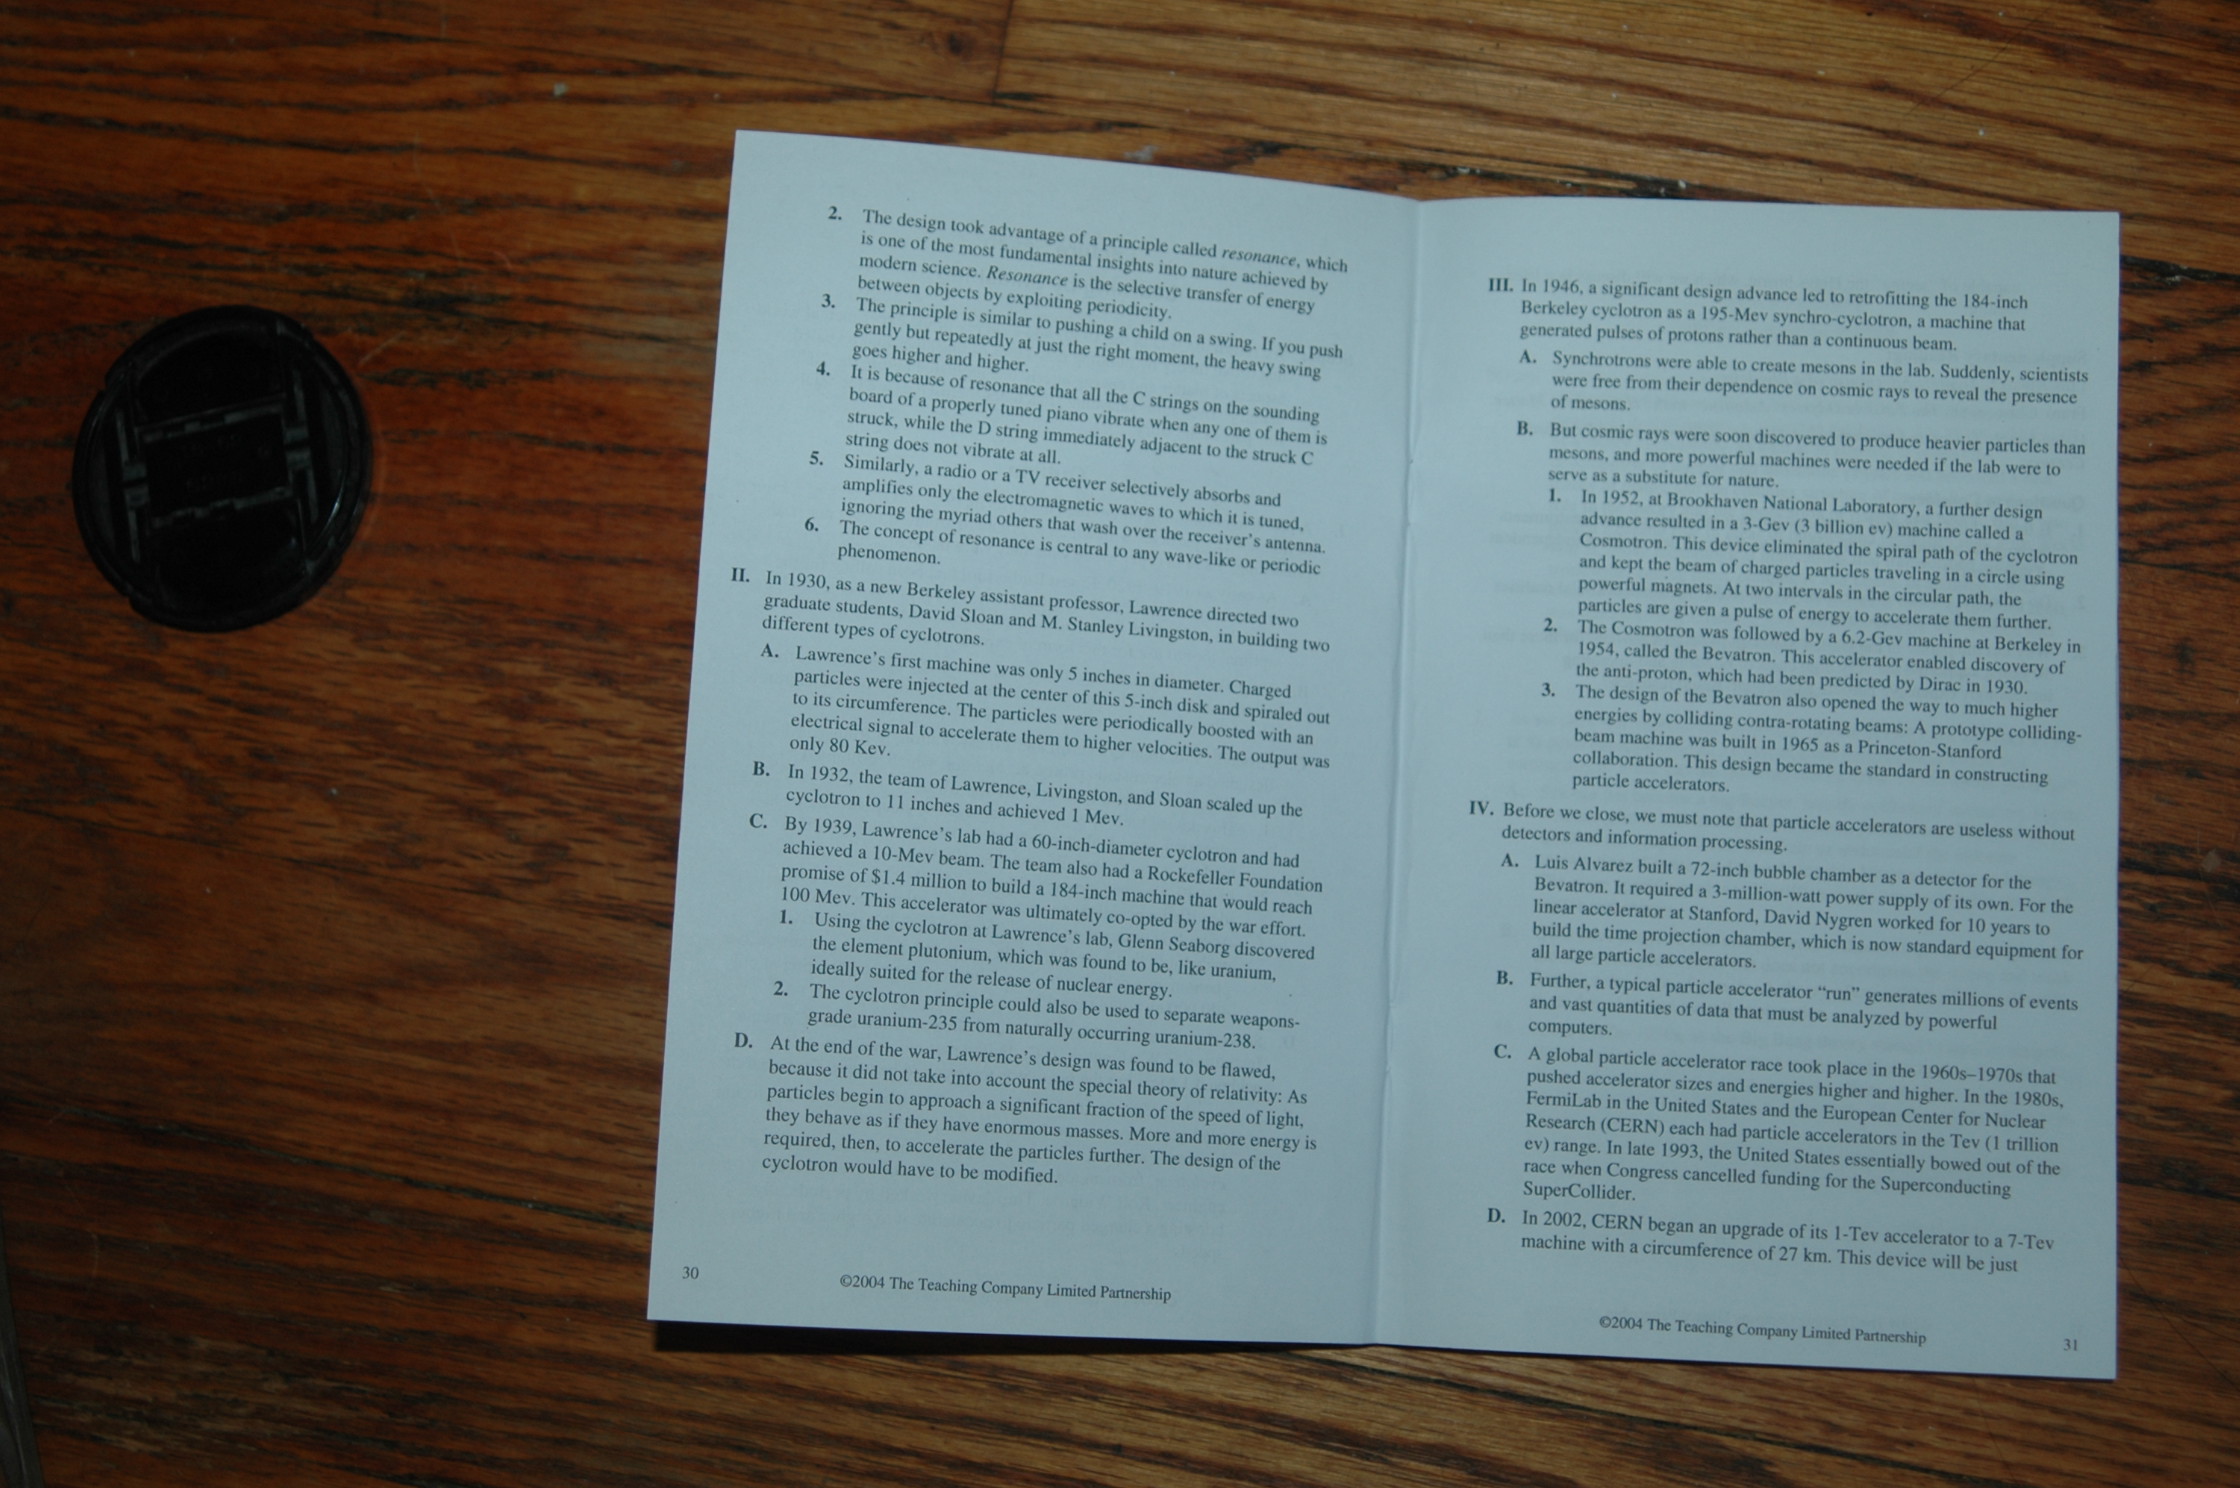 2. The design took advantage of a principle called resonance, which
is one of the most fundamental insights into nature achieved by
modern science. Resonance is the selective transfer of energy
between objects by exploiting periodicity.
3. The principle is similar to pushing a child on a swing. If you push
gently but repeatedly at just the right moment, the heavy swing
goes higher and higher.
4. It is because of resonance that all the C strings on the sounding
board of a properly tuned piano vibrate when any one of them is
struck, while the D string immediately adjacent to the struck C
string does not vibrate at all.
5. Similarly, a radio or a TV receiver selectively absorbs and
amplifies only the electromagnetic waves to which it is tuned,
ignoring the myriad others that wash over the receiver's antenna.
6. The concept of resonance is central to any wave-like or periodic
phenomenon.
II. In 1930, as a new Berkeley assistant professor, Lawrence directed two
graduate students, David Sloan and M. Stanley Livingston, in building two
different types of cyclotrons.
A. Lawrence's first machine was only 5 inches in diameter. Charged
particles were injected at the center of this 5-inch disk and spiraled out
to its circumference. The particles were periodically boosted with an
electrical signal to accelerate them to higher velocities. The output was
only 80 Kev.
B. In 1932, the team of Lawrence, Livingston, and Sloan scaled up the
cyclotron to 11 inches and achieved 1 Mev.
C. By 1939, Lawrence's lab had a 60-inch-diameter cyclotron and had
achieved a 10-Mev beam. The team also had a Rockefeller Foundation
promise of $1.4 million to build a 184-inch machine that would reach
100 Mev. This accelerator was ultimately co-opted by the war effort.
1. Using the cyclotron at Lawrence's lab, Glenn Seaborg discovered
the element plutonium, which was found to be, like uranium,
ideally suited for the release of nuclear energy.
2. The cyclotron principle could also be used to separate weapons-
grade uranium-235 from naturally occurring uranium-238.
D. At the end of the war, Lawrence's design was found to be flawed,
because it did not take into account the special theory of relativity: As
particles begin to approach a significant fraction of the speed of light,
they behave as if they have enormous masses. More and more energy is
required, then, to accelerate the particles further. The design of the
cyclotron would have to be modified.
30
©2004 The Teaching Company Limited Partnership
III. In 1946, a significant design advance led to retrofitting the 184-inch
Berkeley cyclotron as a 195-Mev synchro-cyclotron, a machine that
generated pulses of protons rather than a continuous beam.
A. Synchrotrons were able to create mesons in the lab. Suddenly, scientists
were free from their dependence on cosmic rays to reveal the presence
of mesons.
B. But cosmic rays were soon discovered to produce heavier particles than
mesons, and more powerful machines were needed if the lab were to
serve as a substitute for nature.
1. In 1952, at Brookhaven National Laboratory, a further design
advance resulted in a 3-Gev (3 billion ev) machine called a
Cosmotron. This device eliminated the spiral path of the cyclotron
and kept the beam of charged particles traveling in a circle using
powerful magnets. At two intervals in the circular path, the
particles are given a pulse of energy to accelerate them further.
2. The Cosmotron was followed by a 6.2-Gev machine at Berkeley in
1954, called the Bevatron. This accelerator enabled discovery of
the anti-proton, which had been predicted by Dirac in 1930.
3. The design of the Bevatron also opened the way to much higher
energies by colliding contra-rotating beams: A prototype colliding-
beam machine was built in 1965 as a Princeton-Stanford
collaboration. This design became the standard in constructing
particle accelerators.
IV. Before we close, we must note that particle accelerators are useless without
detectors and information processing.
A. Luis Alvarez built a 72-inch bubble chamber as a detector for the
Bevatron. It required a 3-million-watt power supply of its own. For the
linear accelerator at Stanford, David Nygren worked for 10 years to
build the time projection chamber, which is now standard equipment for
all large particle accelerators.
B. Further, a typical particle accelerator “run” generates millions of events
and vast quantities of data that must be analyzed by powerful
computers.
C. A global particle accelerator race took place in the 1960s–1970s that
pushed accelerator sizes and energies higher and higher. In the 1980s,
FermiLab in the United States and the European Center for Nuclear
Research (CERN) each had particle accelerators in the Tev (1 trillion
ev) range. In late 1993, the United States essentially bowed out of the
race when Congress cancelled funding for the Superconducting
SuperCollider.
D. In 2002, CERN began an upgrade of its 1-Tev accelerator to a 7-Tev
machine with a circumference of 27 km. This device will be just
©2004 The Teaching Company Limited Partnership
31